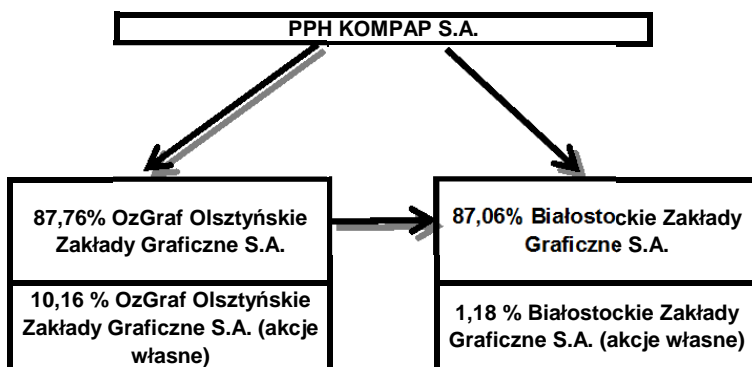 PPH KOMPAP S.A.
87,76% OzGraf Olsztyńskie
Zakłady Graficzne S.A.
10,16 % OzGraf Olsztyńskie
Zakłady Graficzne S.A. (akcje
własne)
87,06% Białostockie Zakłady
Graficzne S.A.
1,18 % Białostockie Zakłady
Graficzne S.A. (akcje własne)